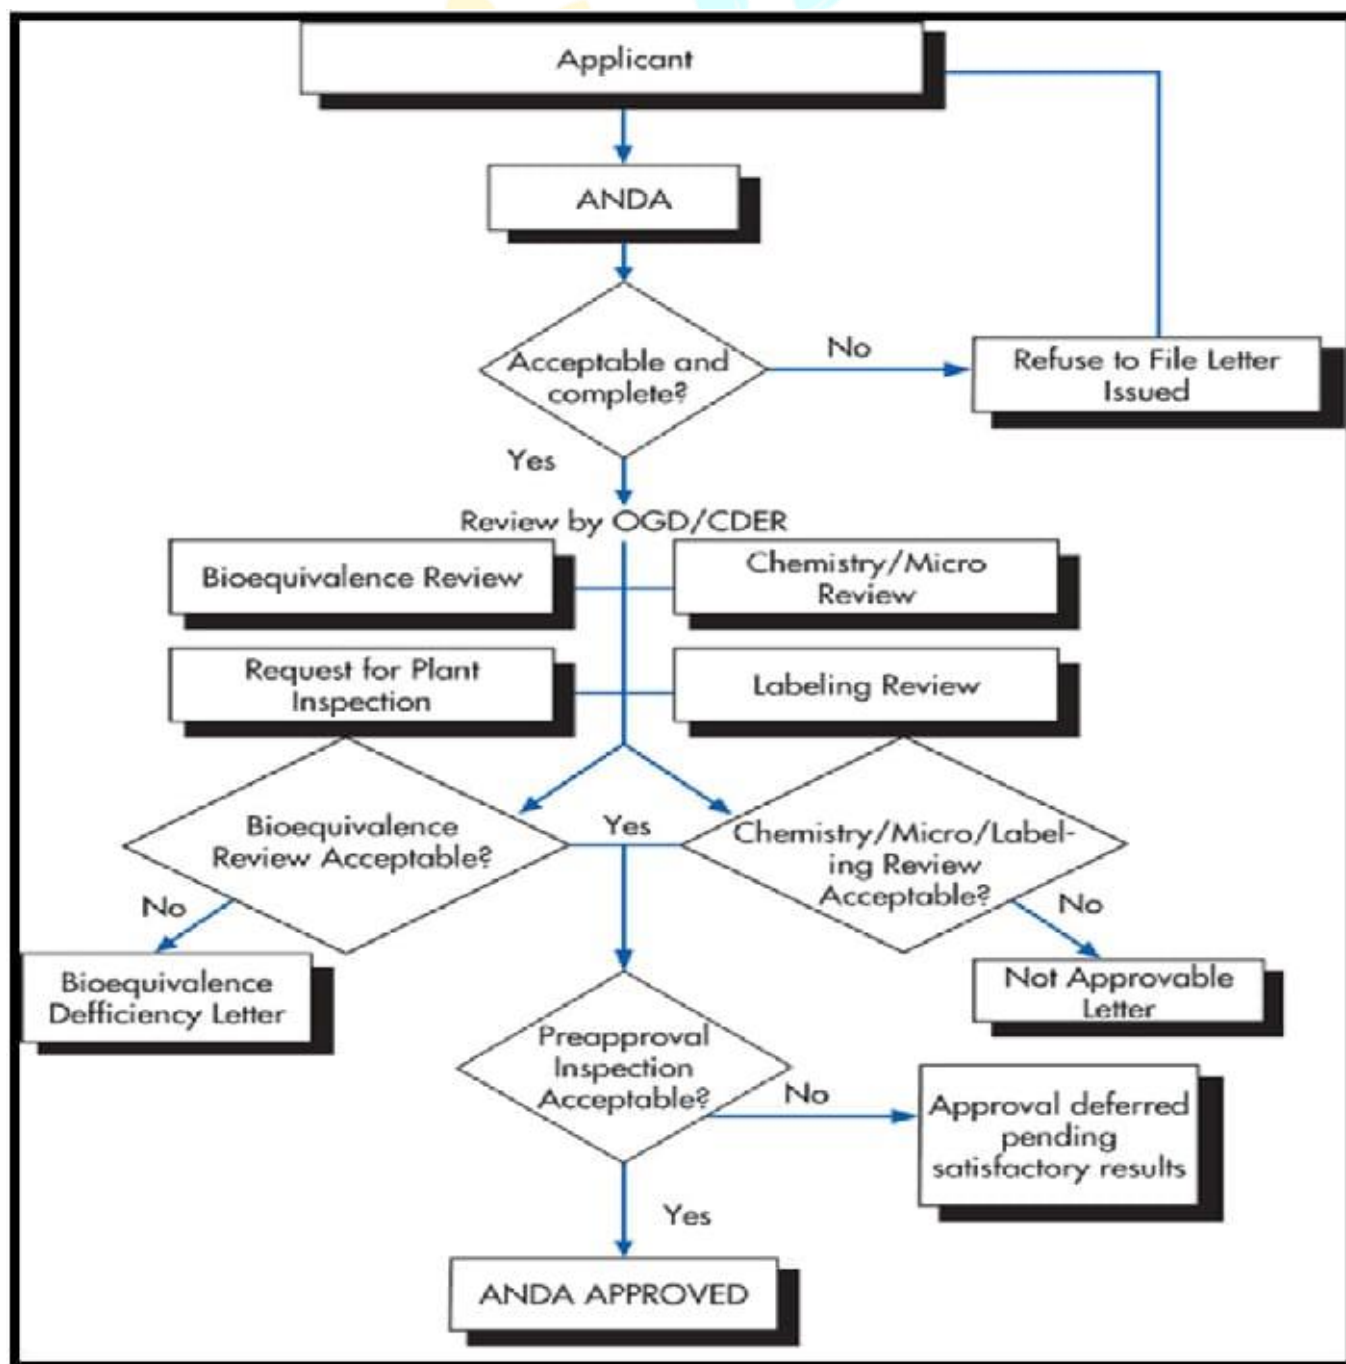 Applicant
ANDA
Acceptable and
complete?
No
Refuse to File Letter
Issued
Yes
Review by OGD/CDER
Bioequivalence Review
Chemistry/Micro
Review
Request for Plant
Inspection
Labeling Review
Bioequivalence
Review Acceptable?
Yes
Chemistry/Micro/Label-
ing Review
Acceptable?
No
No
Bioequivalence
Defficiency Letter
Not Approvable
Letter
Preapproval
Inspection
Acceptable?
No
Approval deferred
pending
satisfactory results
Yes
ANDA APPROVED